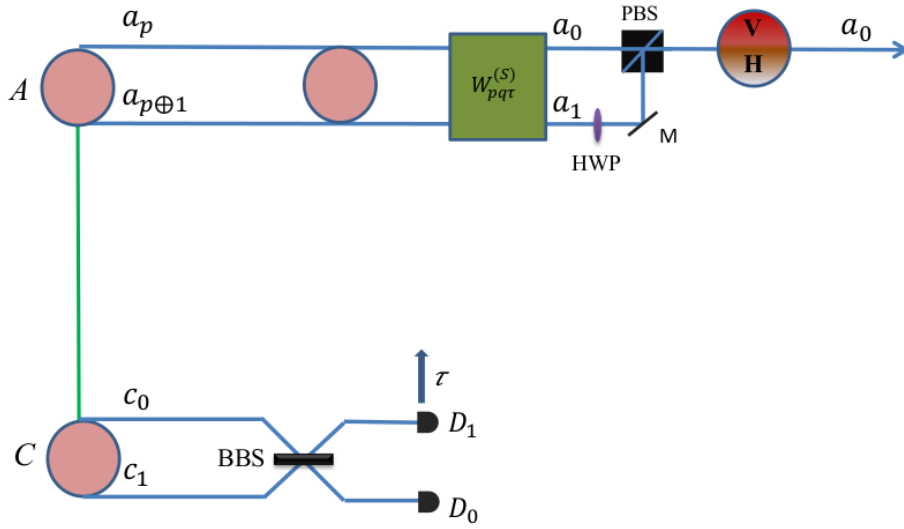 a_p
a_0
PBS
V
a_0
A
W_{pqτ}^{(S)}
H
a_{p⊕1}
a_1
M
HWP
τ
c_0
D_1
C
BBS
c_1
D_0